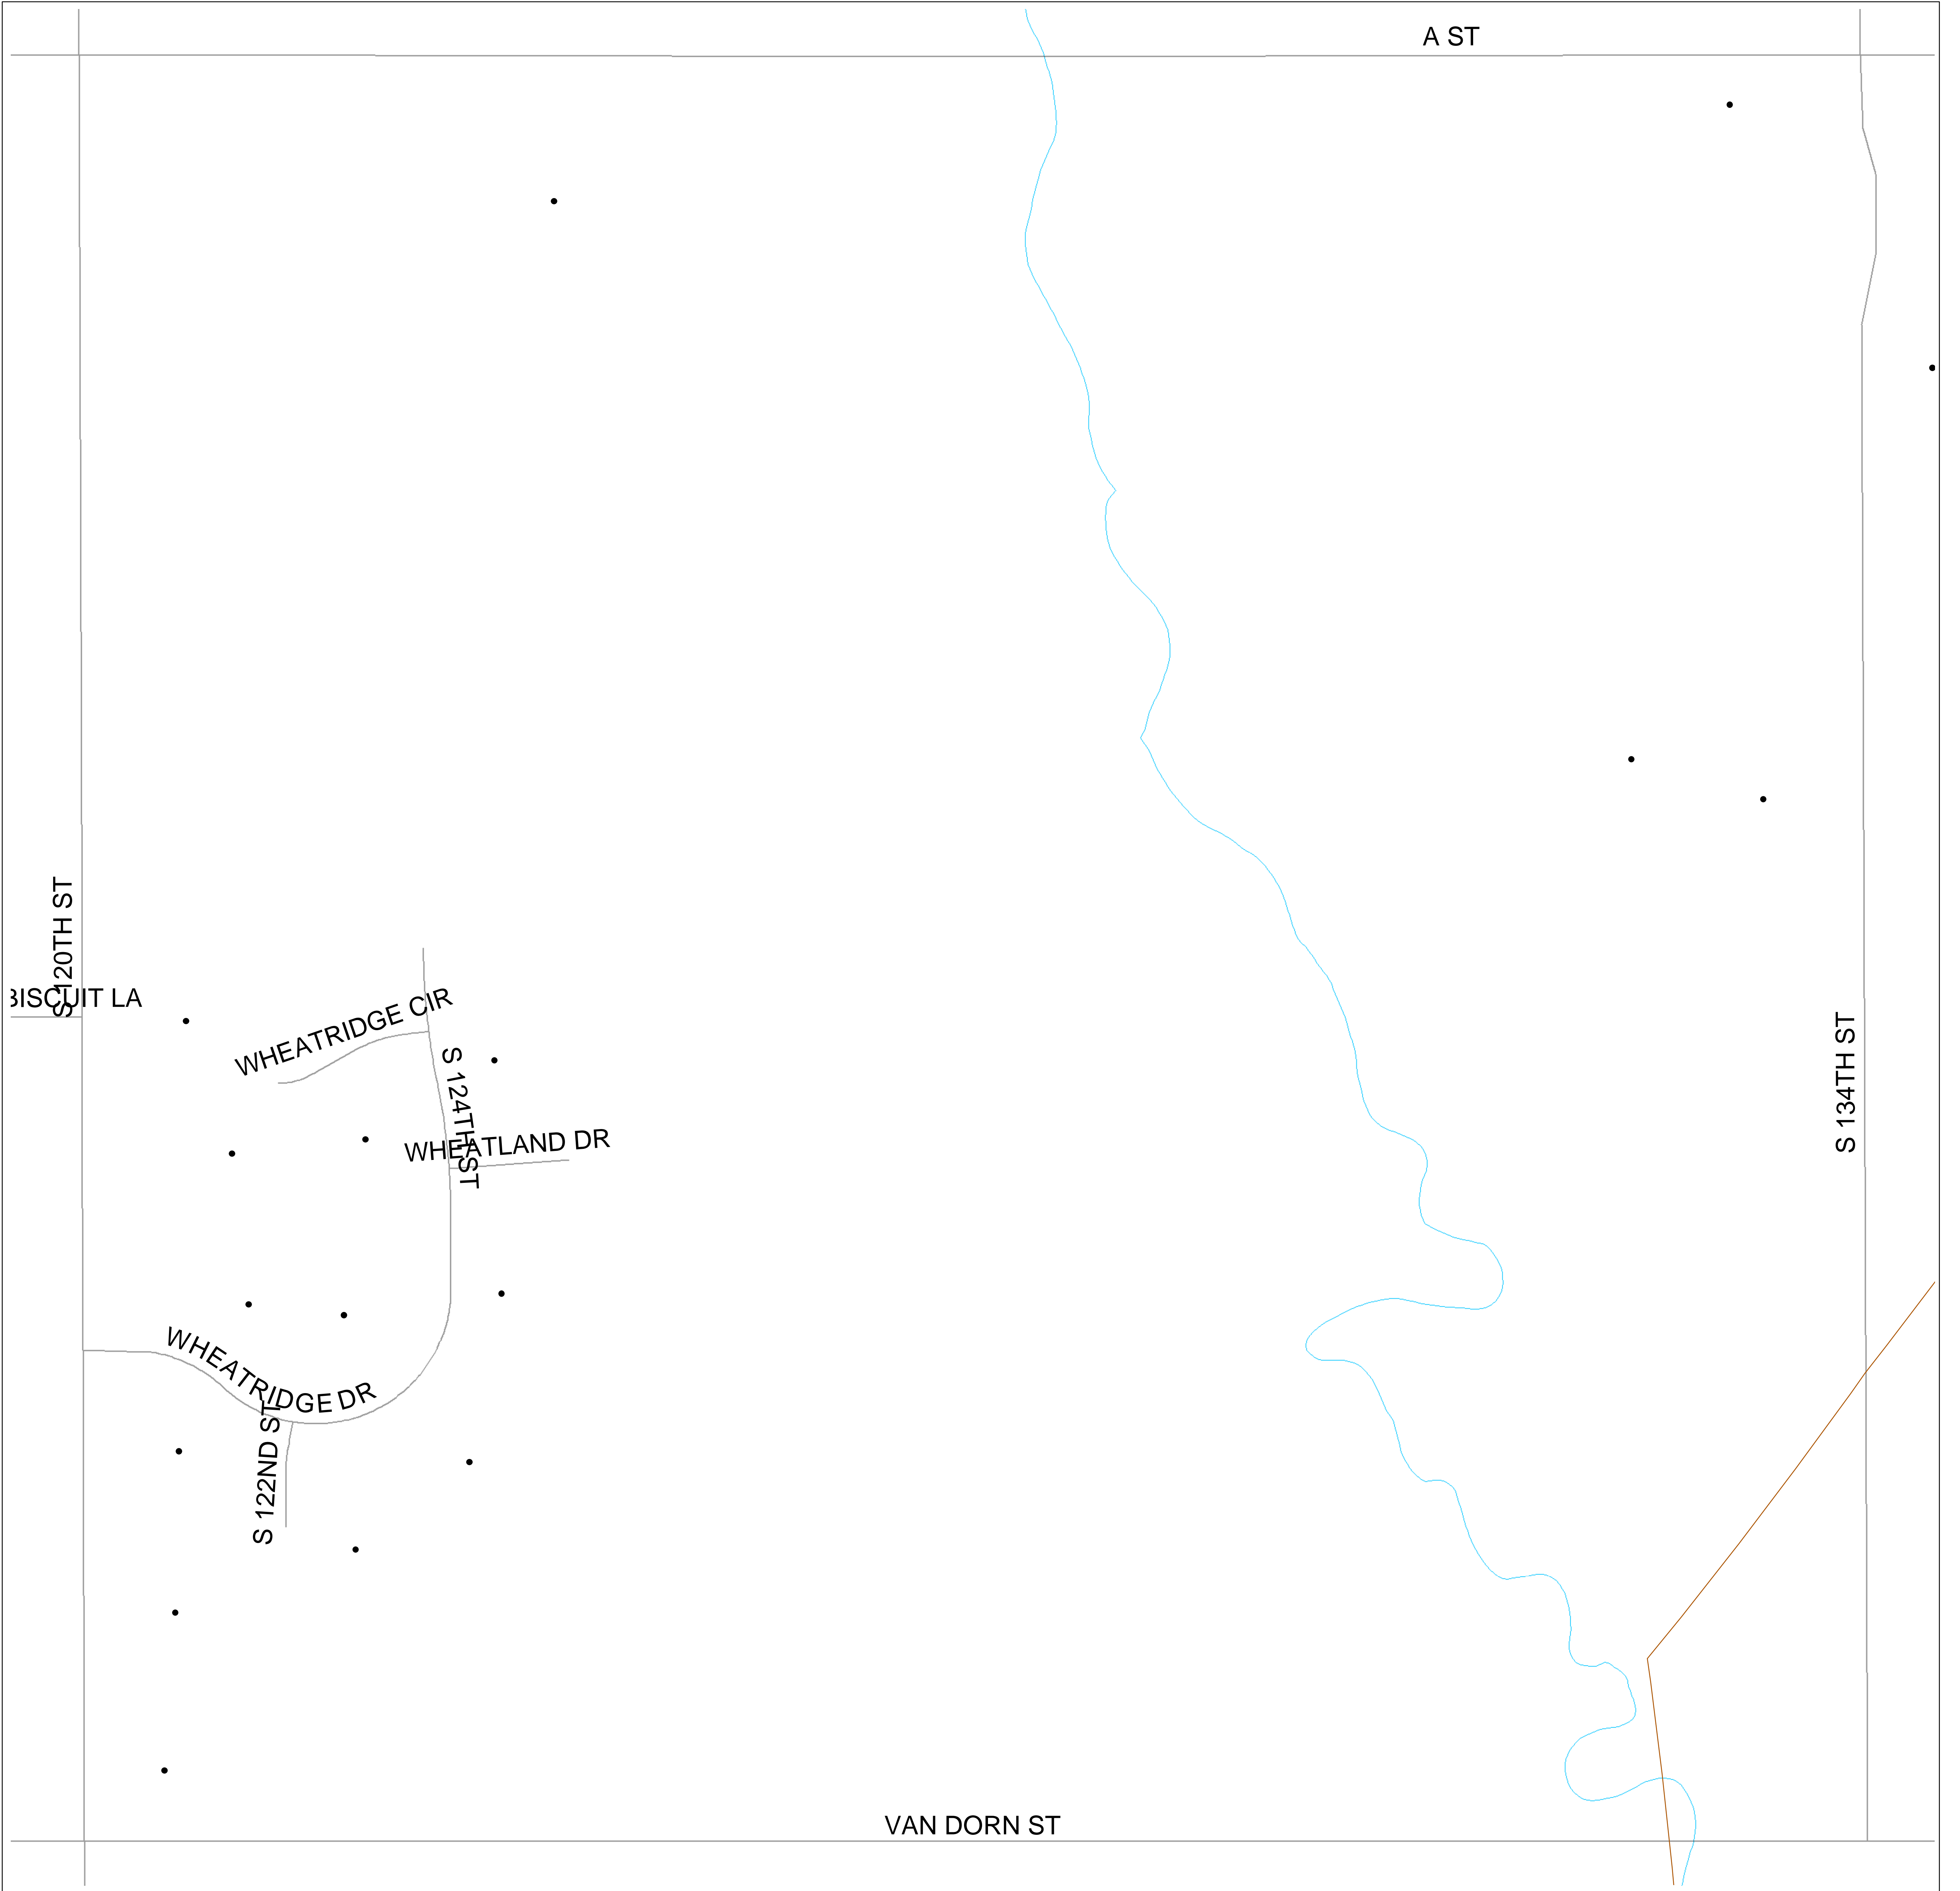 A ST
S 120TH ST
BISCUIT LA
WHEATRIDGE CIR
S 124TH ST
WHEATLAND DR
S 134TH ST
WHEATRIDGE DR
S 122ND ST
VAN DORN ST